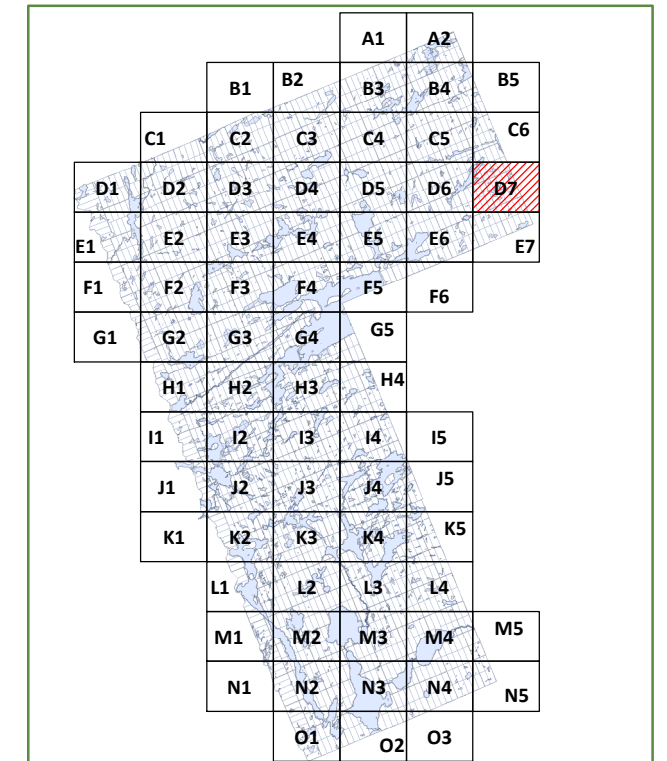 A1 A2
B1 B2 B3 B4 B5
C1 C2 C3 C4 C5 C6
D1 D2 D3 D4 D5 D6 D7
E1 E2 E3 E4 E5 E6 E7
F1 F2 F3 F4 F5 F6
G1 G2 G3 G4 G5
H1 H2 H3 H4
I1 I2 I3 I4 I5
J1 J2 J3 J4 J5
K1 K2 K3 K4 K5
L1 L2 L3 L4
M1 M2 M3 M4 M5
N1 N2 N3 N4 N5
O1 O2 O3